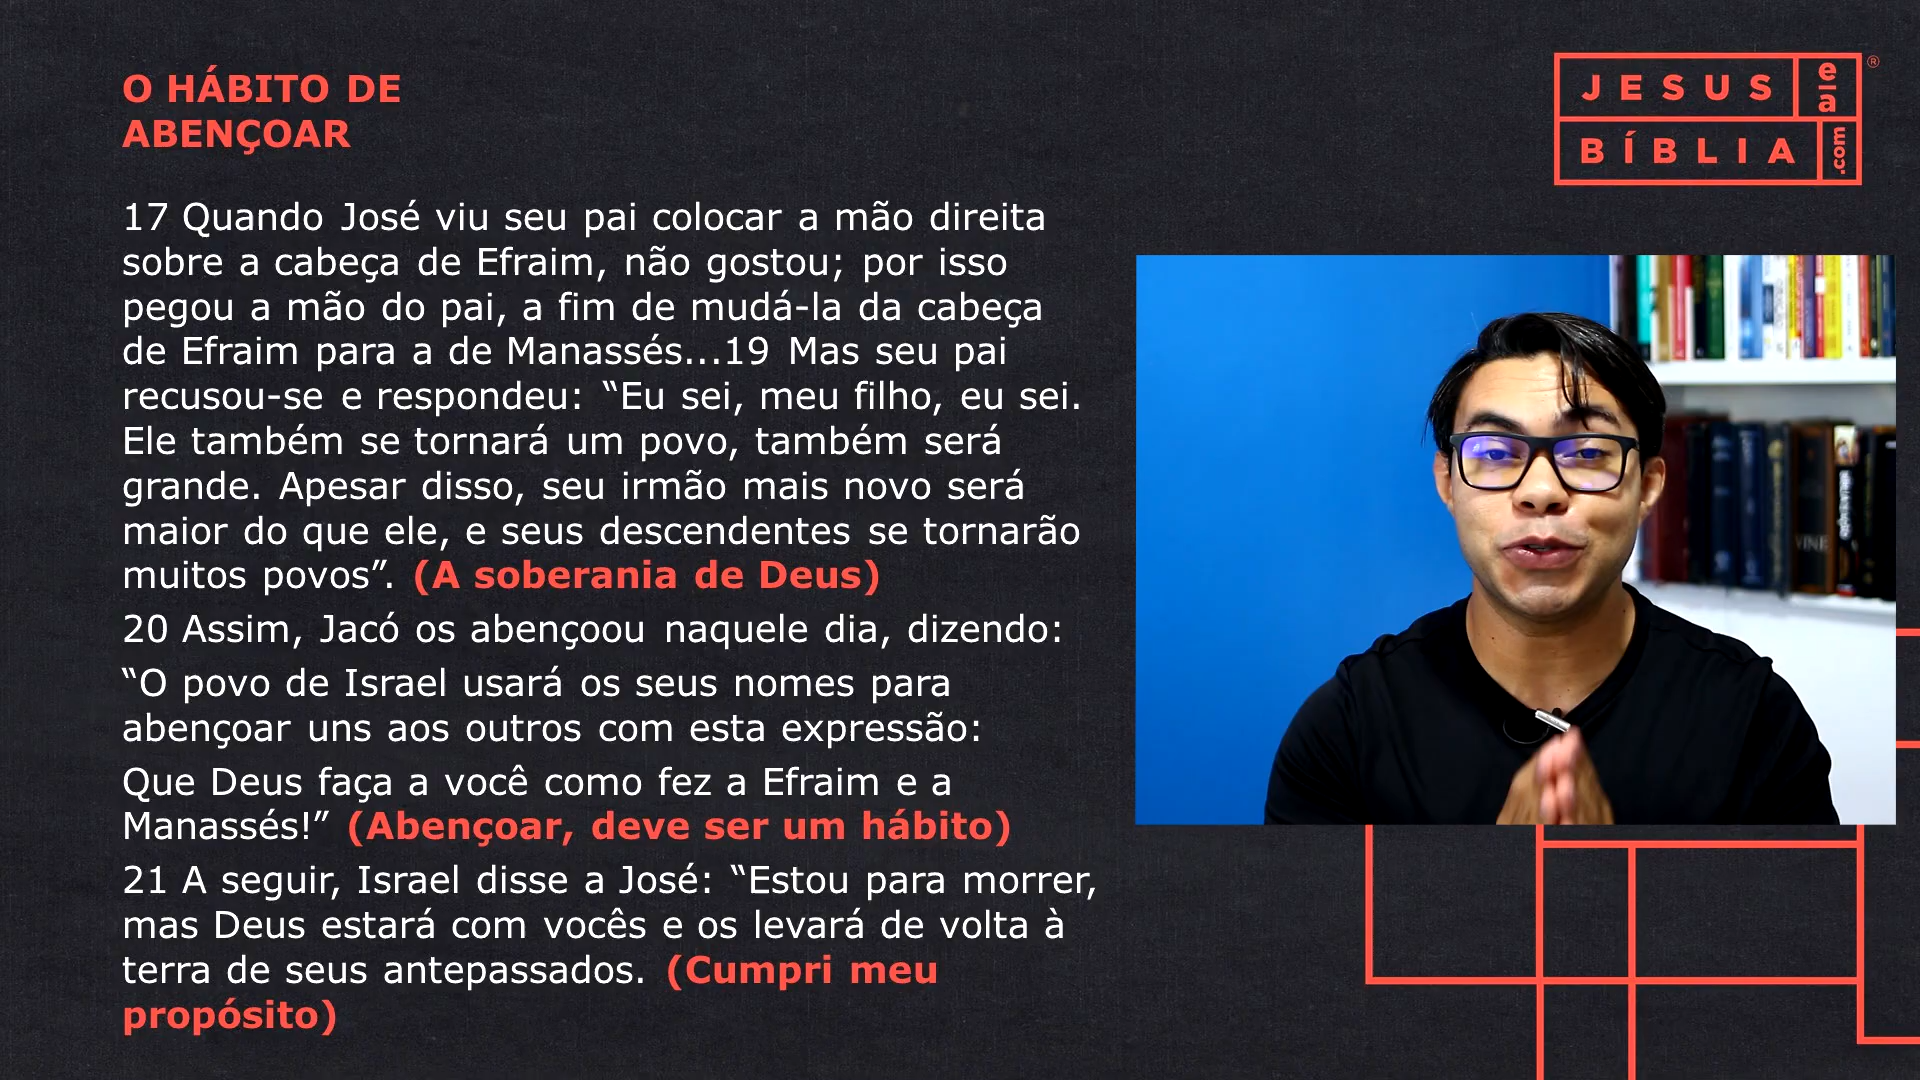 O HÁBITO DE
ABENÇOAR
17 Quando José viu seu pai colocar a mão direita
sobre a cabeça de Efraim, não gostou; por isso
pegou a mão do pai, a fim de mudá-la da cabeça
de Efraim para a de Manassés...19 Mas seu pai
recusou-se e respondeu: “Eu sei, meu filho, eu sei.
Ele também se tornará um povo, também será
grande. Apesar disso, seu irmão mais novo será
maior do que ele, e seus descendentes se tornarão
muitos povos”. (A soberania de Deus)
20 Assim, Jacó os abençoou naquele dia, dizendo:
“O povo de Israel usará os seus nomes para
abençoar uns aos outros com esta expressão:
Que Deus faça a você como fez a Efraim e a
Manassés!” (Abençoar, deve ser um hábito)
21 A seguir, Israel disse a José: “Estou para morrer,
mas Deus estará com vocês e os levará de volta à
terra de seus antepassados. (Cumpri meu
propósito)
JESUS
e a
®
BÍBLIA
.com
VINE